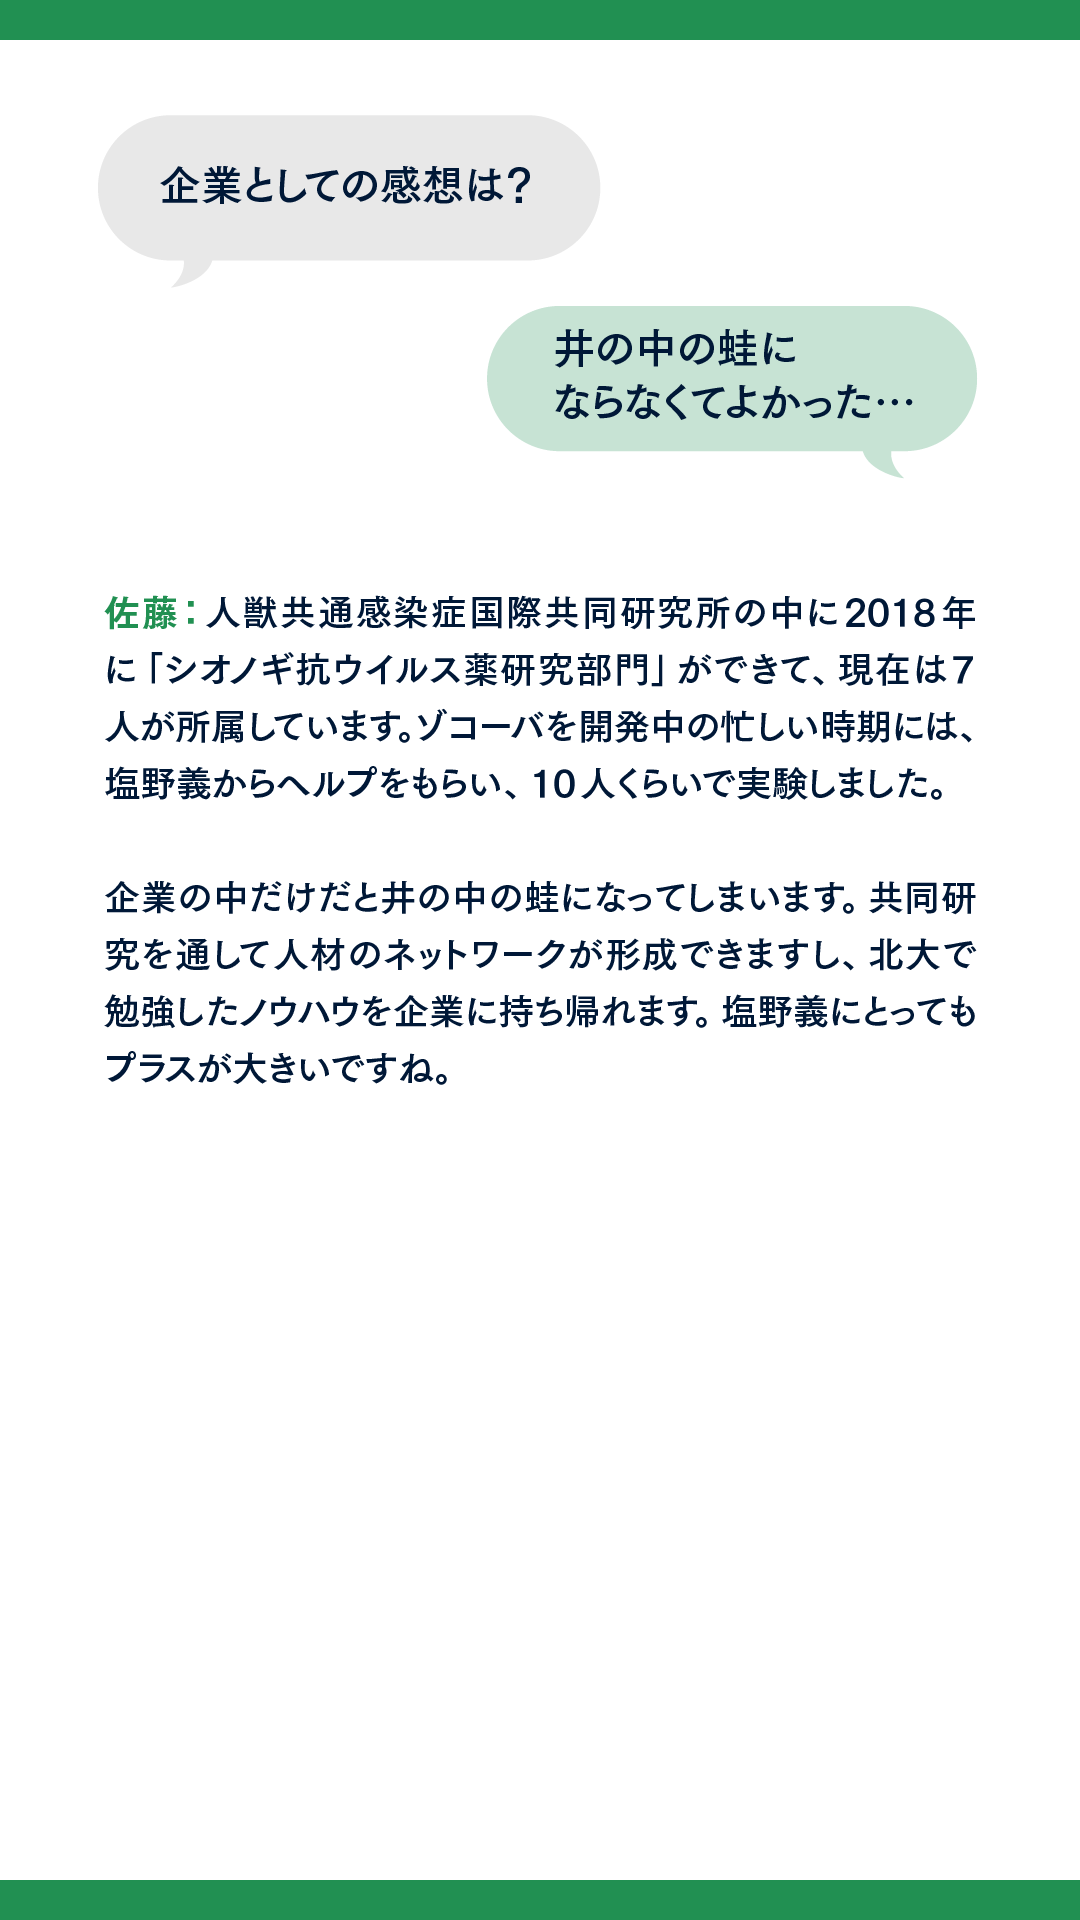 企業としての感想は？
井の中の蛙に
ならなくてよかった…
佐藤：人獣共通感染症国際共同研究所の中に2018年
に「シオノギ抗ウイルス薬研究部門」ができて、現在は7
人が所属しています。ゾコーバを開発中の忙しい時期には、
塩野義からヘルプをもらい、10人くらいで実験しました。
企業の中だけだと井の中の蛙になってしまいます。共同研
究を通して人材のネットワークが形成できますし、北大で
勉強したノウハウを企業に持ち帰れます。塩野義にとっても
プラスが大きいですね。